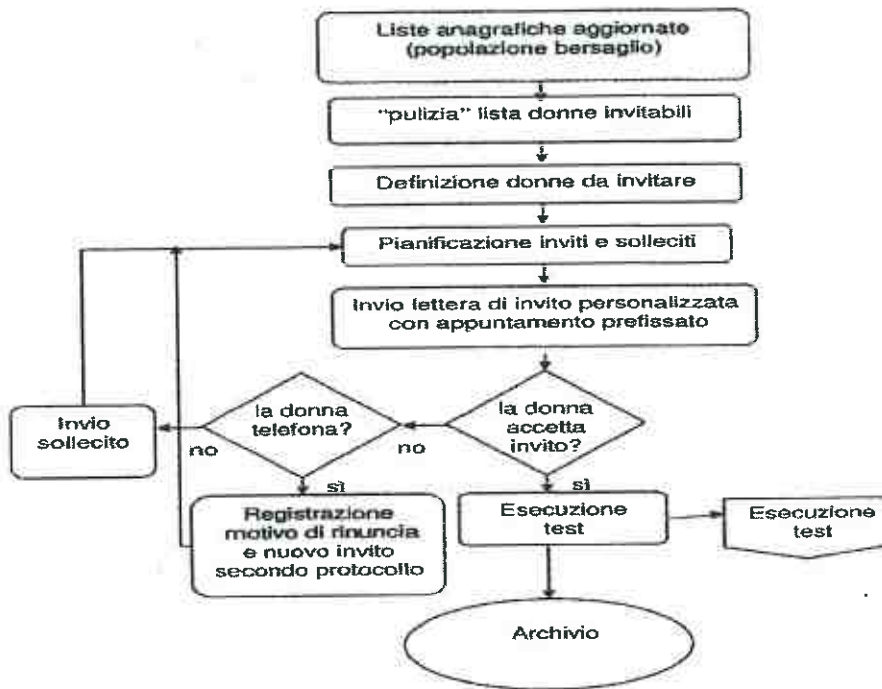 Liste anagrafiche aggiornate
(popolazione bersaglio)
"pulizia" lista donne invitabili
Definizione donne da invitare
Pianificazione inviti e solleciti
Invio lettera di invito personalizzata
con appuntamento prefissato
la donna
accetta
invito?
la donna
telefona?
Invio
sollecito
no
no
sì
sì
Registrazione
motivo di rinuncia
e nuovo invito
secondo protocollo
Esecuzione
test
Esecuzione
test
Archivio